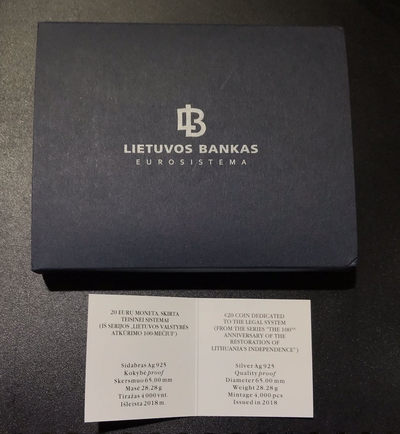 LB
LIETUVOS BANKAS
EUROSISTEMA
20 EURŲ MONETA, SKIRTA
TEISINEI SISTEMAI
(IŠ SERIJOS „LIETUVOS VALSTYBĖS
ATKŪRIMO 100-MEČIUI“)
Sidabras Ag 925
Kokybė proof
Skersmuo 65.00 mm
Masė 28,28 g
Tiražas 4 000 vnt.
Išleista 2018 m.
€20 COIN DEDICATED
TO THE LEGAL SYSTEM
(FROM THE SERIES "THE 100TH
ANNIVERSARY OF THE
RESTORATION OF
LITHUANIA'S INDEPENDENCE")
Silver Ag 925
Quality proof
Diameter 65.00 mm
Weight 28.28 g
Mintage 4,000 pcs
Issued in 2018